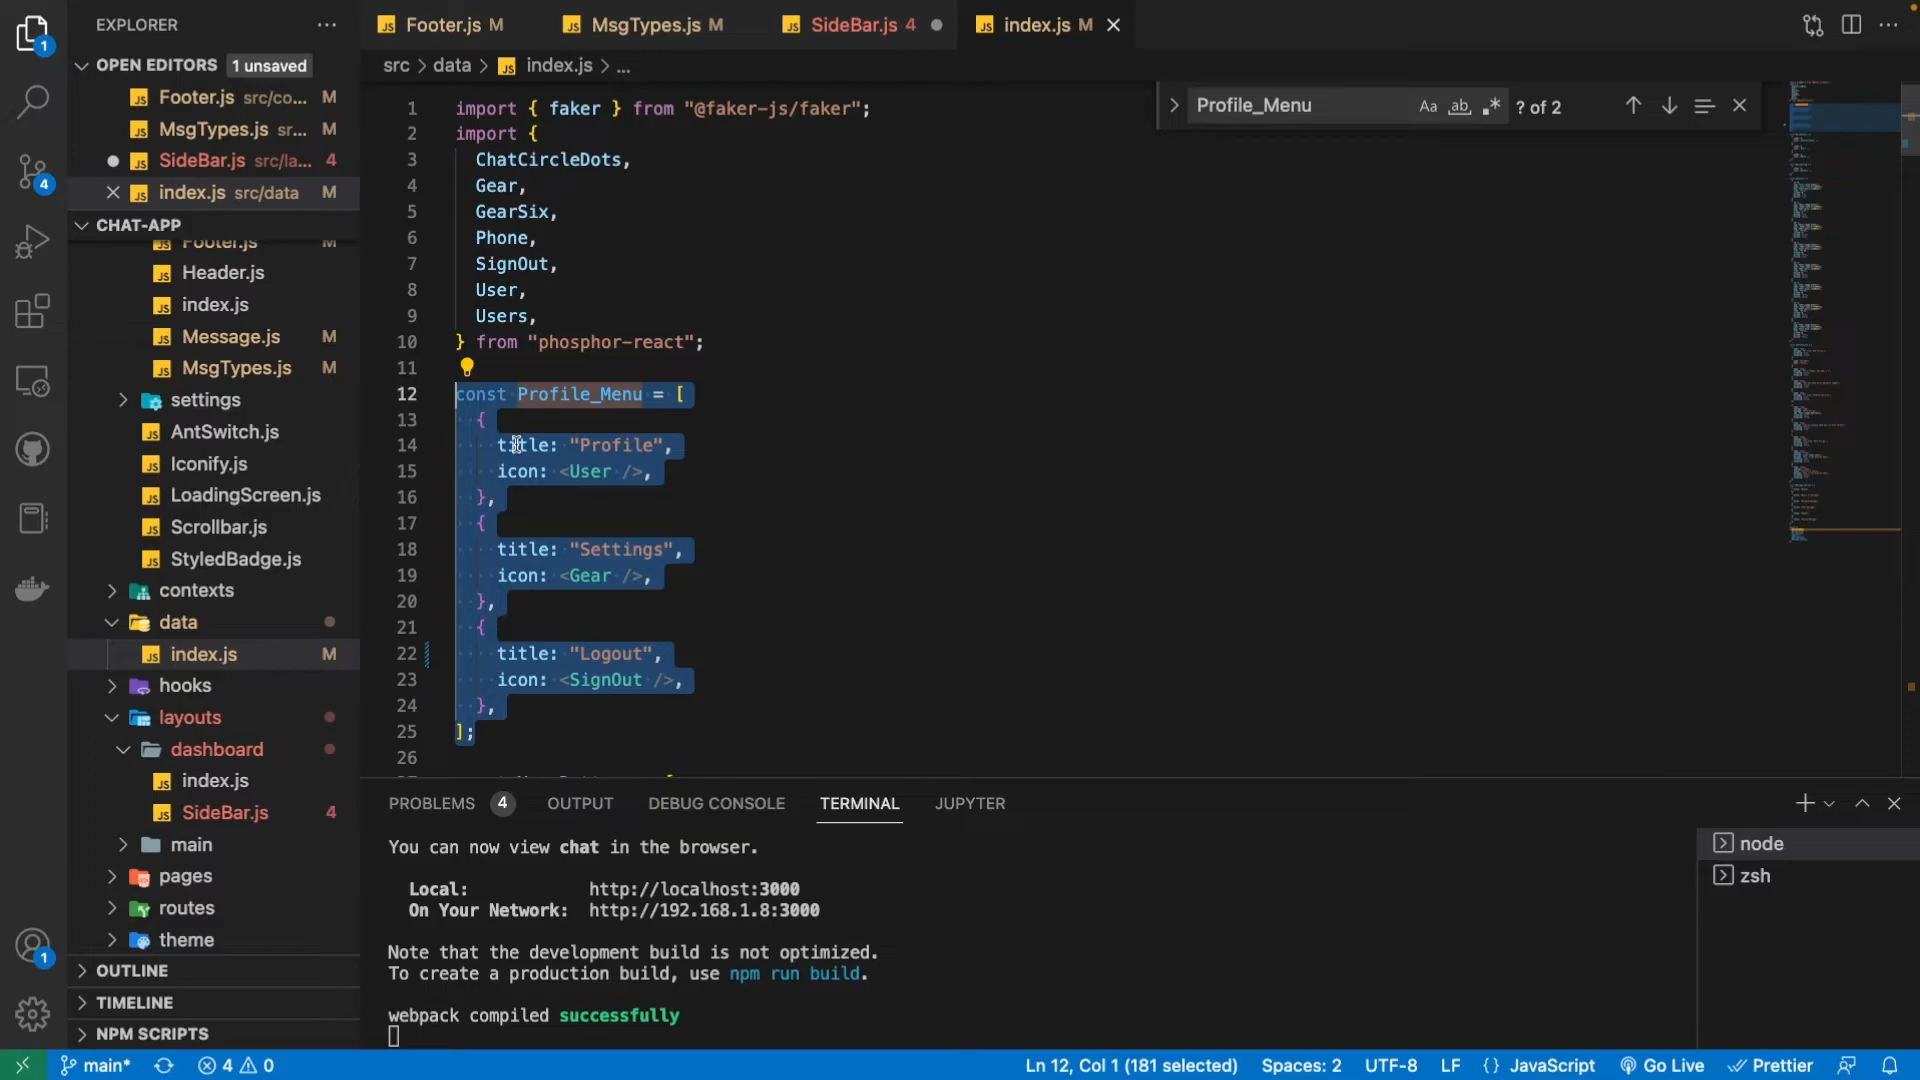 EXPLORER
Footer.js M
MsgTypes.js M
SideBar.js 4
index.js M
OPEN EDITORS 1 unsaved
Footer.js src/co... M
MsgTypes.js sr... M
SideBar.js src/la... 4
index.js src/data M
CHAT-APP
Footer.js M
Header.js
index.js
Message.js M
MsgTypes.js M
settings
AntSwitch.js
Iconify.js
LoadingScreen.js
Scrollbar.js
StyledBadge.js
contexts
data
index.js M
hooks
layouts
dashboard
index.js
SideBar.js 4
main
pages
routes
theme
OUTLINE
TIMELINE
NPM SCRIPTS
1
4
1
src > data > index.js > ...
Profile_Menu Aa ab ? of 2
1 import { faker } from "@faker-js/faker";
2 import {
3 ChatCircleDots,
4 Gear,
5 GearSix,
6 Phone,
7 SignOut,
8 User,
9 Users,
10 } from "phosphor-react";
11
12 const Profile_Menu = [
13 {
14 title: "Profile",
15 icon: <User />,
16 },
17 {
18 title: "Settings",
19 icon: <Gear />,
20 },
21 {
22 title: "Logout",
23 icon: <SignOut />,
24 },
25 ];
26
PROBLEMS 4 OUTPUT DEBUG CONSOLE TERMINAL JUPYTER
You can now view chat in the browser.
Local: http://localhost:3000
On Your Network: http://192.168.1.8:3000
Note that the development build is not optimized.
To create a production build, use npm run build.
webpack compiled successfully
node
zsh
main* 4 0 Ln 12, Col 1 (181 selected) Spaces: 2 UTF-8 LF {} JavaScript Go Live Prettier